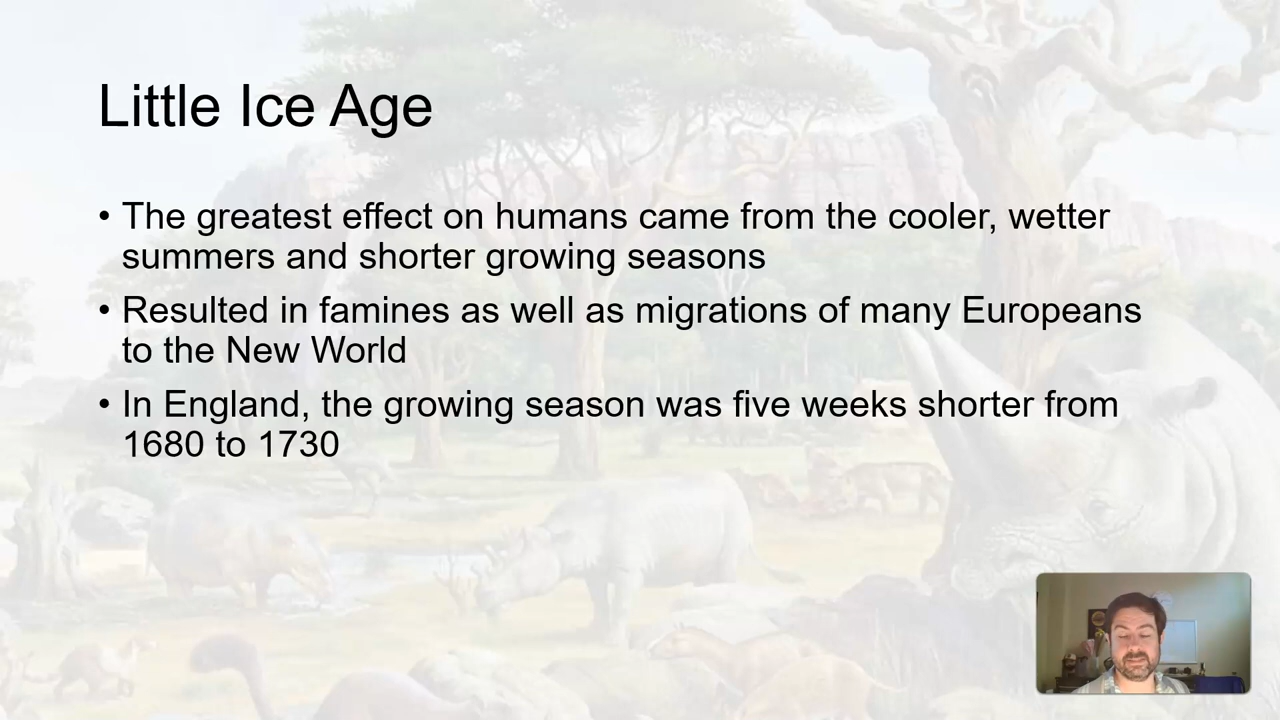 Little Ice Age
• The greatest effect on humans came from the cooler, wetter
summers and shorter growing seasons
• Resulted in famines as well as migrations of many Europeans
to the New World
• In England, the growing season was five weeks shorter from
1680 to 1730